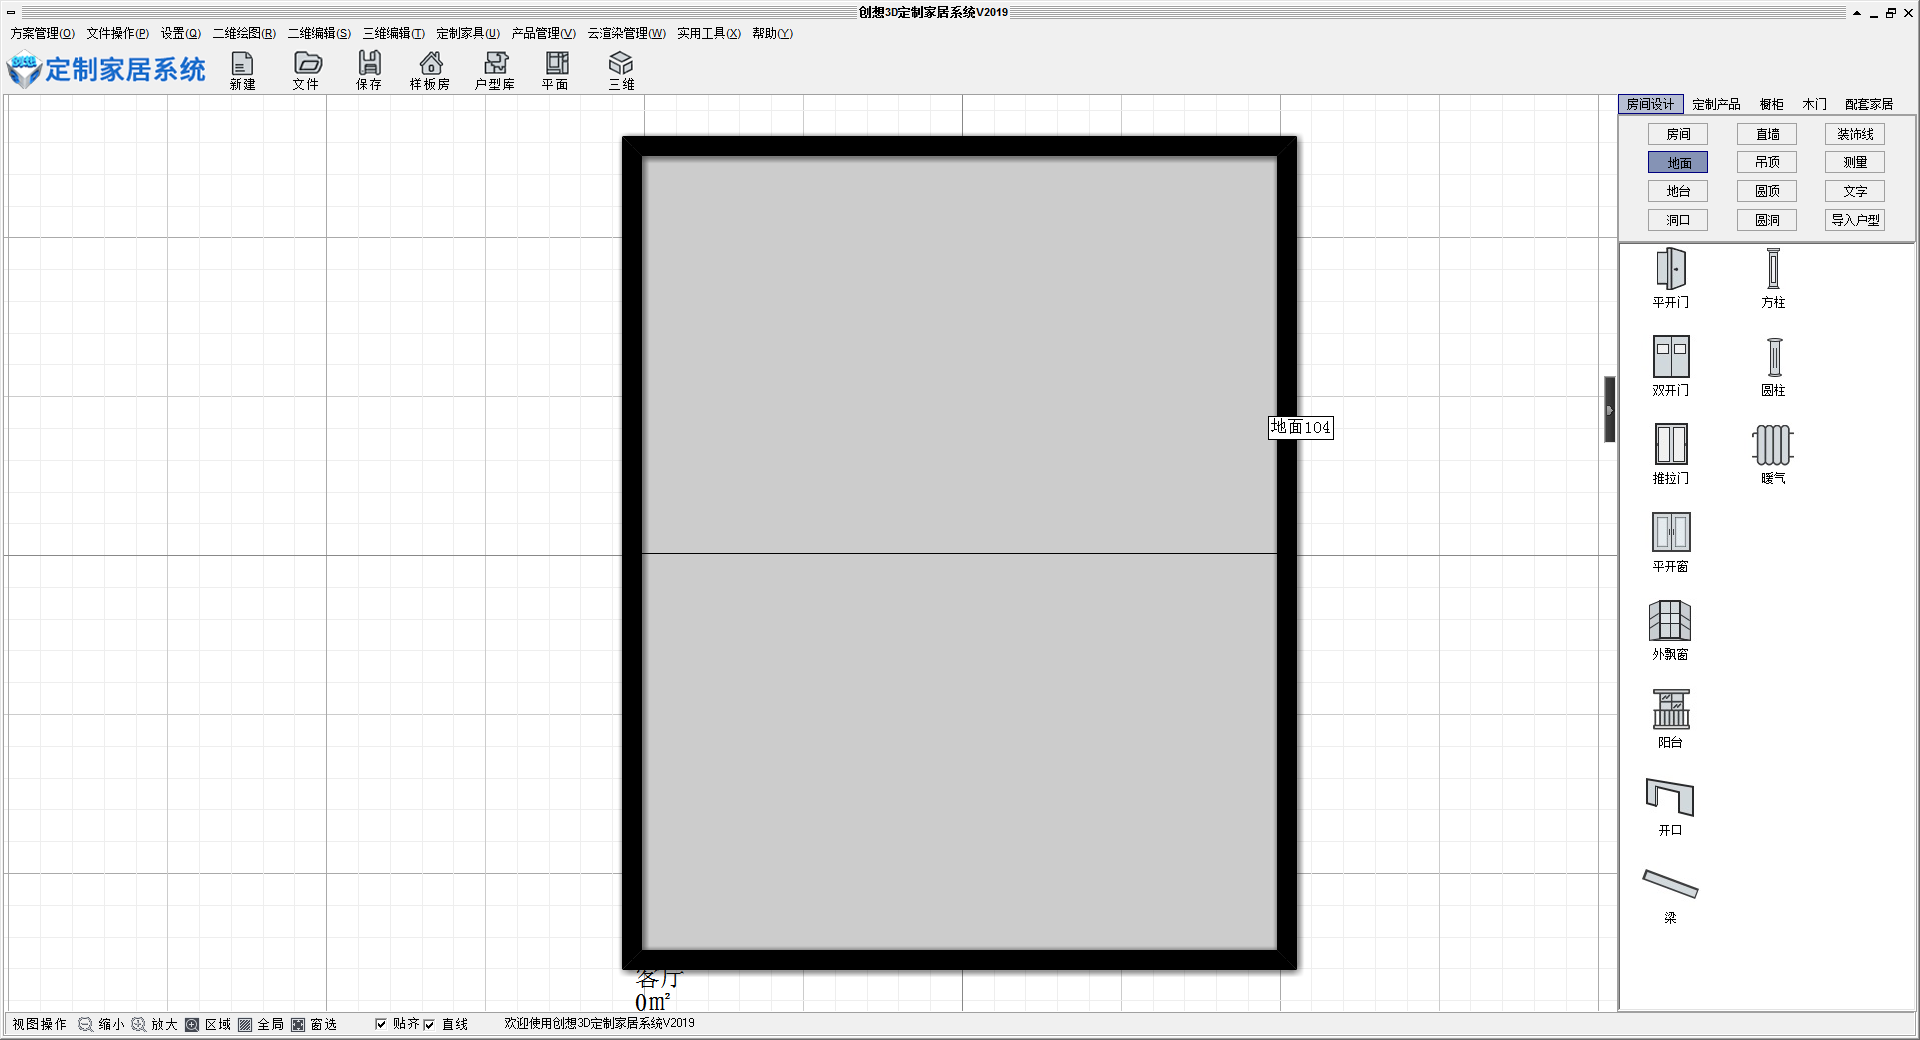 创想3D定制家居系统V2019
方案管理(O) 文件操作(P) 设置(Q) 二维绘图(R) 二维编辑(S) 三维编辑(T) 定制家具(U) 产品管理(V) 云渲染管理(W) 实用工具(X) 帮助(Y)
创想 定制家居系统
新建 文件 保存 样板房 户型库 平面 三维
房间设计 定制产品 橱柜 木门 配套家居
房间 直墙 装饰线
地面 吊顶 测量
地台 圆顶 文字
洞口 圆洞 导入户型
平开门 方柱
双开门 圆柱
推拉门 暖气
平开窗
外飘窗
阳台
开口
梁
地面104
客厅
0m²
视图操作 缩小 放大 区域 全局 窗选 贴齐 直线 欢迎使用创想3D定制家居系统V2019